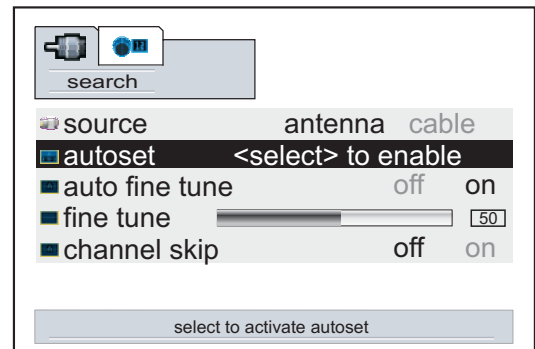 search
source antenna cable
autoset <select> to enable
auto fine tune off on
fine tune 50
channel skip off on
select to activate autoset